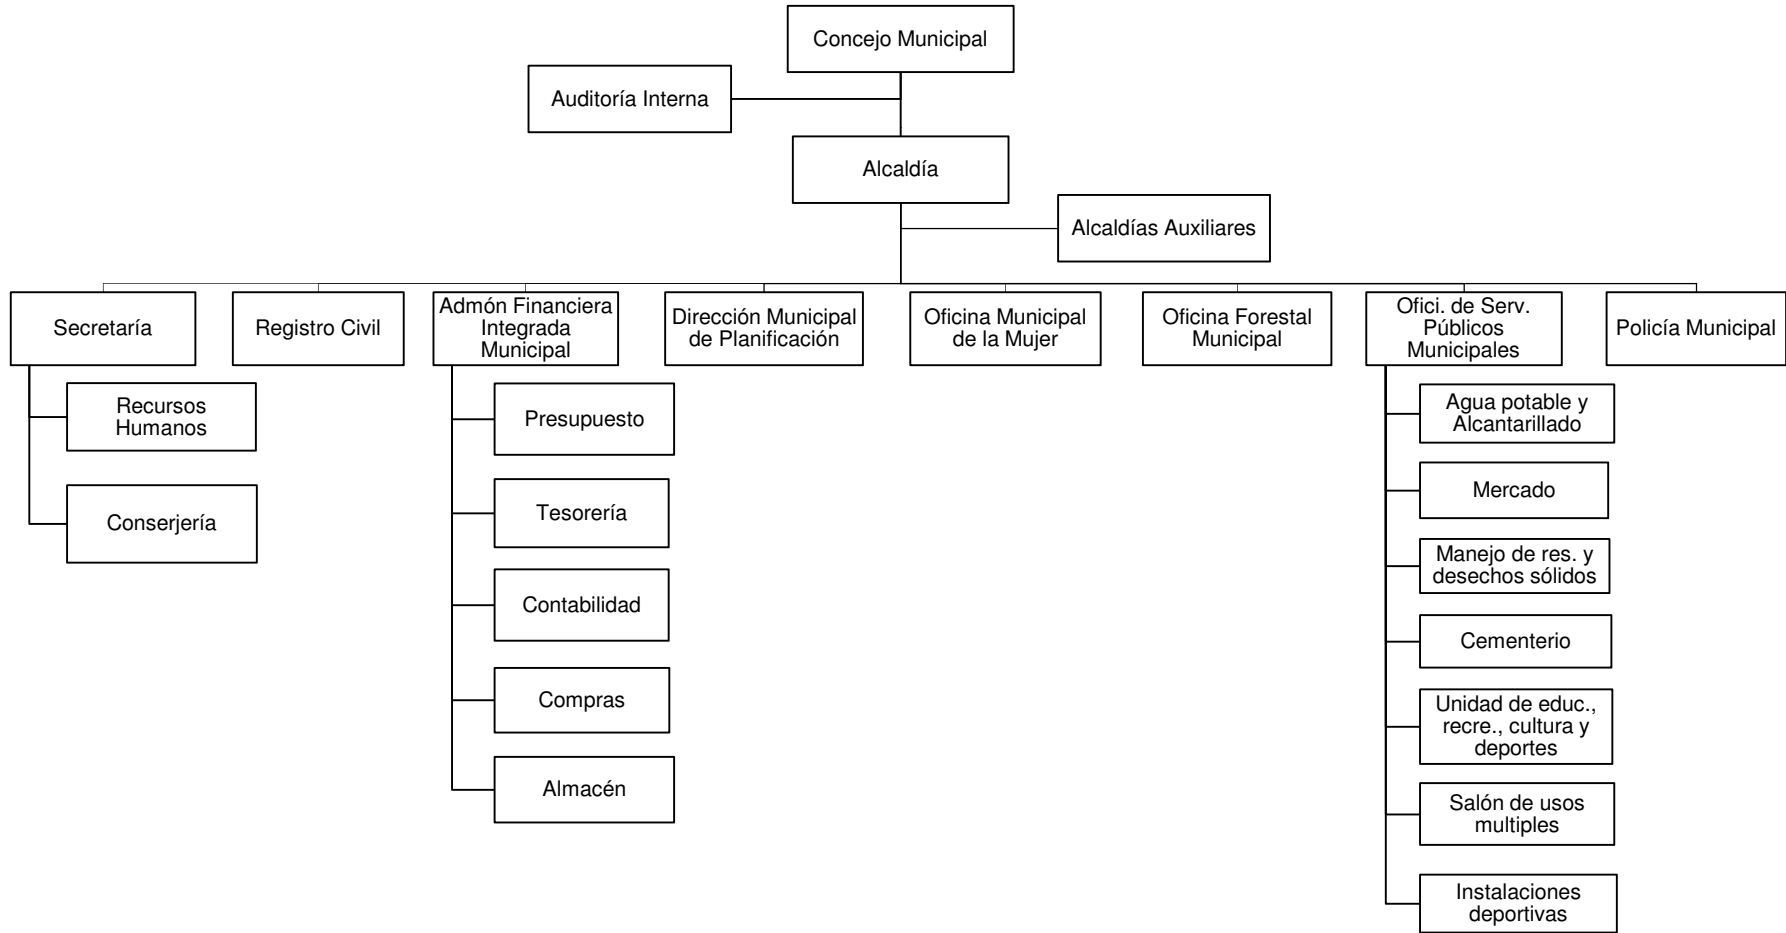 Concejo Municipal
Auditoría Interna
Alcaldía
Alcaldías Auxiliares
Secretaría
Registro Civil
Admón Financiera
Integrada
Municipal
Dirección Municipal
de Planificación
Oficina Municipal
de la Mujer
Oficina Forestal
Municipal
Ofici. de Serv.
Públicos
Municipales
Policía Municipal
Recursos
Humanos
Conserjería
Presupuesto
Tesorería
Contabilidad
Compras
Almacén
Agua potable y
Alcantarillado
Mercado
Manejo de res. y
desechos sólidos
Cementerio
Unidad de educ.,
recre., cultura y
deportes
Salón de usos
multiples
Instalaciones
deportivas